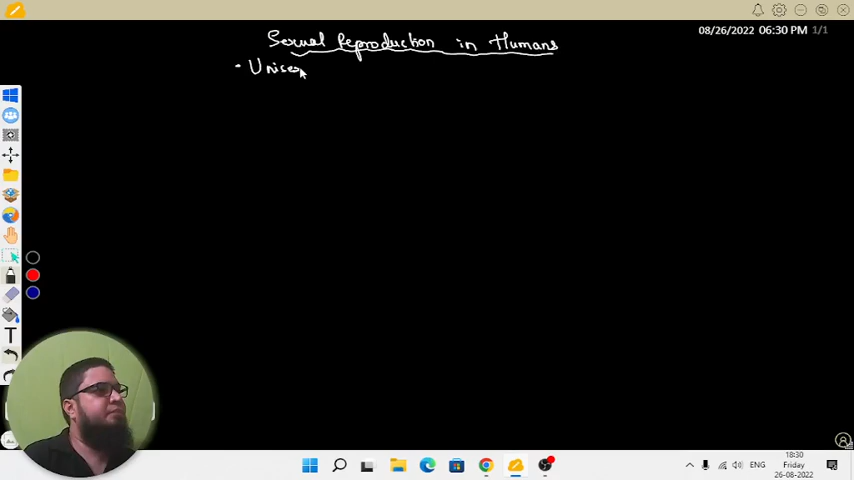 08/26/2022 06:30 PM 1/1
Sexual Reproduction in Humans
• Unisex
T
ENG
18:30
Friday
26-08-2022